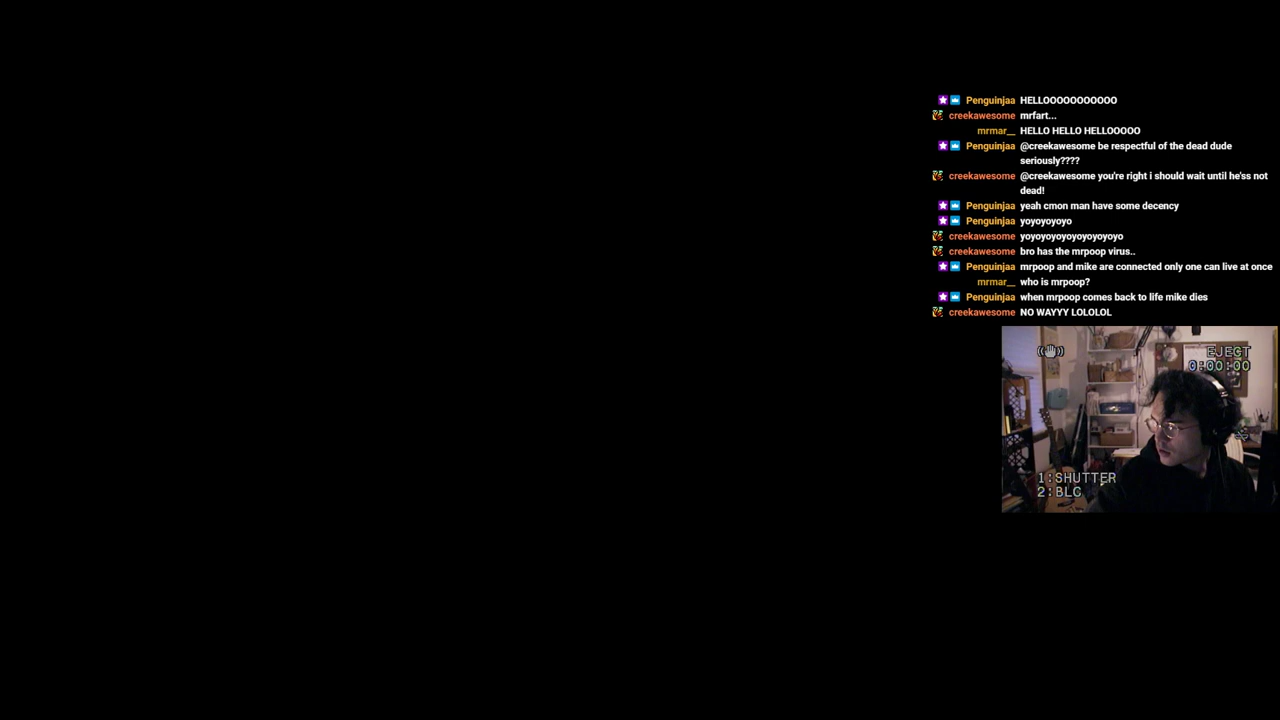 Penguinjaa HELLOOOOOOOOOOO
creekawesome mrfart...
mrmar__ HELLO HELLO HELLOOOOO
Penguinjaa @creekawesome be respectful of the dead dude
seriously????
creekawesome @creekawesome you're right i should wait until he'ss not
dead!
Penguinjaa yeah cmon man have some decency
Penguinjaa yoyoyoyoyo
creekawesome yoyoyoyoyoyoyoyoyoyo
creekawesome bro has the mrpoop virus..
Penguinjaa mrpoop and mike are connected only one can live at once
mrmar__ who is mrpoop?
Penguinjaa when mrpoop comes back to life mike dies
creekawesome NO WAYYY LOLOLOL
EJECT
0:00:00
1:SHUTTER
2:BLC